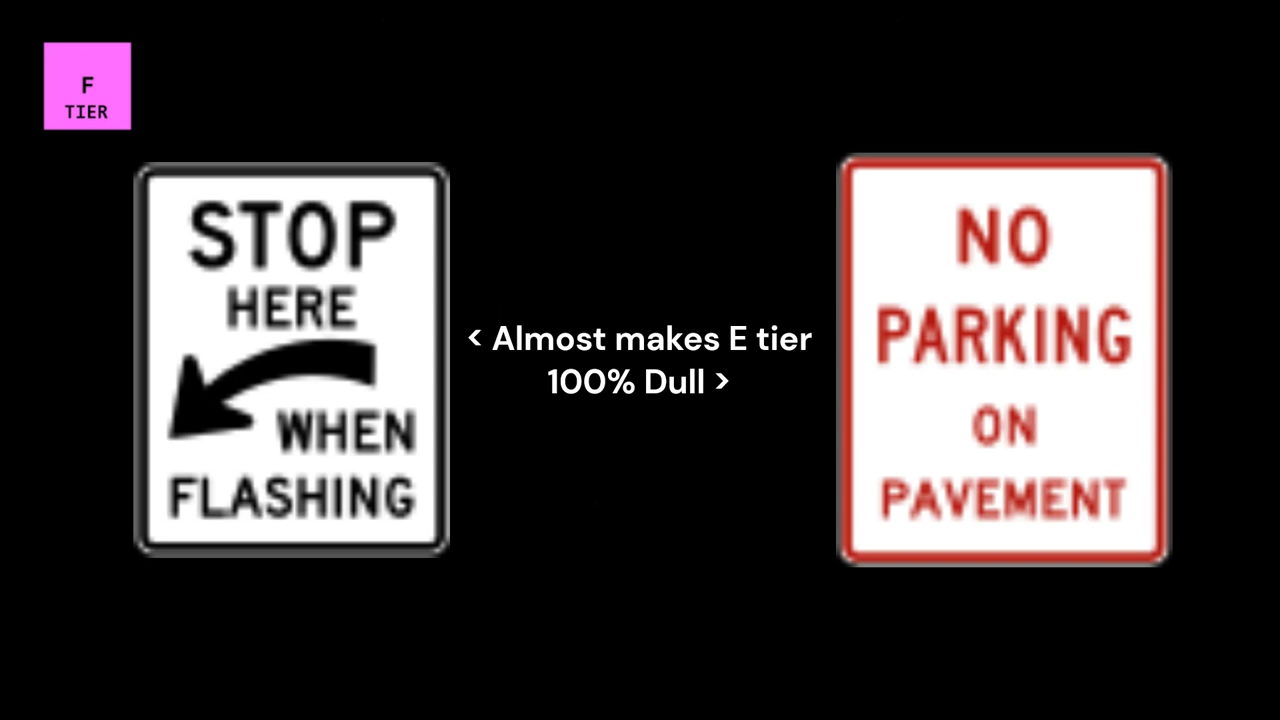 F
TIER
STOP
HERE
WHEN
FLASHING
< Almost makes E tier
100% Dull >
NO
PARKING
ON
PAVEMENT